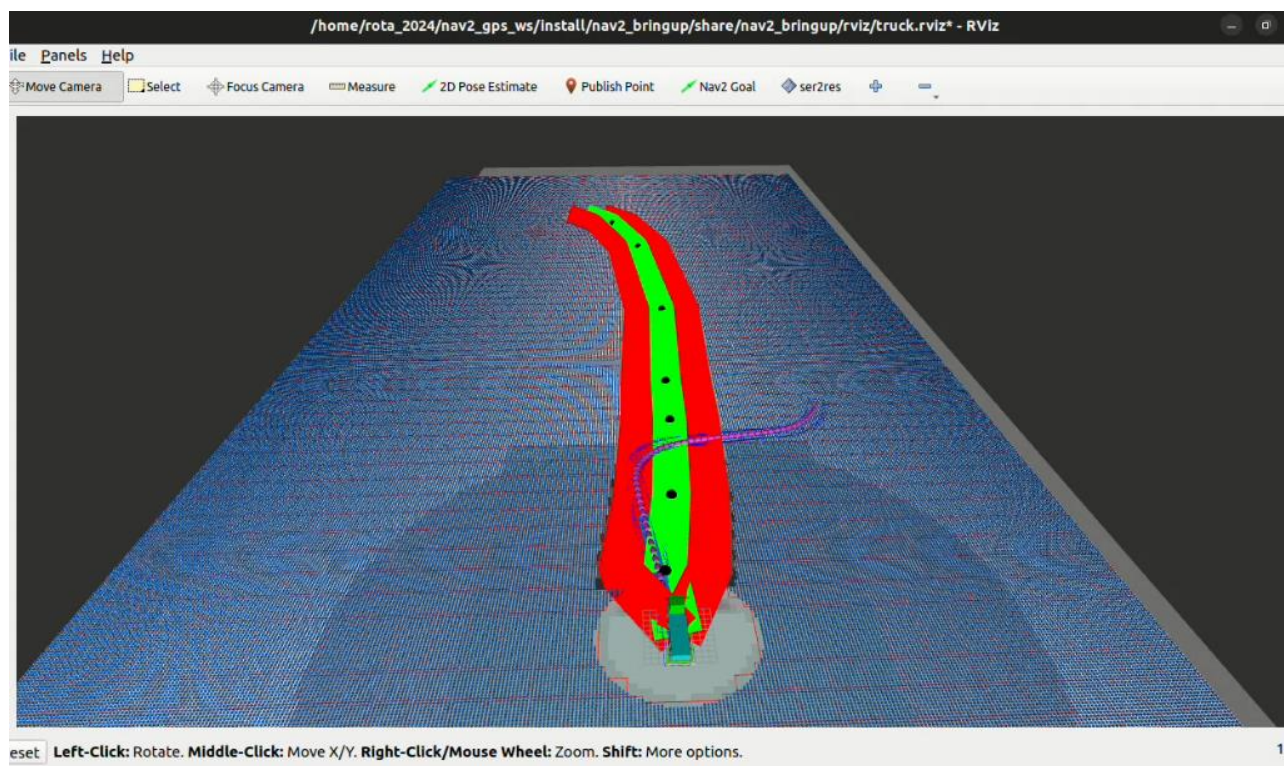 /home/rota_2024/nav2_gps_ws/install/nav2_bringup/share/nav2_bringup/rviz/truck.rviz* - RViz
ile Panels Help
Move Camera Select Focus Camera Measure 2D Pose Estimate Publish Point Nav2 Goal ser2res
eset Left-Click: Rotate. Middle-Click: Move X/Y. Right-Click/Mouse Wheel: Zoom. Shift: More options. 1